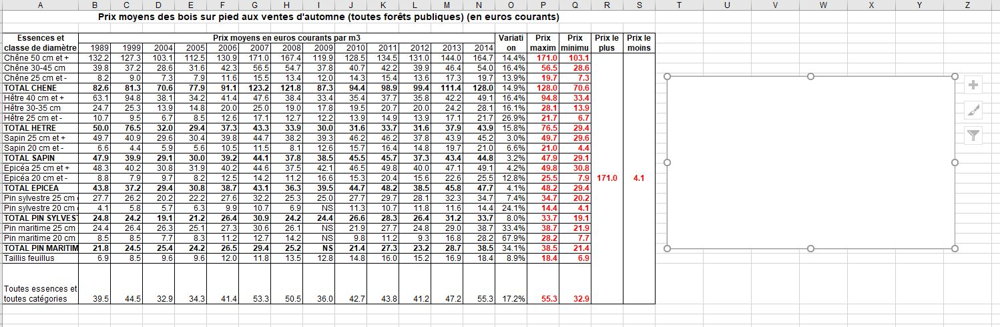 A B C D E F G H I J K L M N O P Q R S T U V W X Y Z
Prix moyens des bois sur pied aux ventes d'automne (toutes forêts publiques) (en euros courants)
Essences et Prix moyens en euros courants par m3 Variati Prix Prix Prix le Prix le
classe de diamètre 1989 1999 2004 2005 2006 2007 2008 2009 2010 2011 2012 2013 2014 on maxim minimu plus moins
Chêne 50 cm et + 132.2 127.3 103.1 112.5 130.9 171.0 167.4 119.9 128.5 134.5 131.0 144.0 164.7 14.4% 171.0 103.1
Chêne 30-45 cm 39.8 37.2 28.6 31.6 42.3 56.5 54.7 37.8 40.7 42.2 39.9 46.4 54.0 16.4% 56.5 28.6
Chêne 25 cm et - 8.2 9.0 7.3 7.9 11.6 15.5 13.4 12.0 14.3 15.4 13.6 17.3 19.7 13.9% 19.7 7.3
TOTAL CHENE 82.6 81.3 70.6 77.9 91.1 123.2 121.8 87.3 94.4 98.9 99.4 111.4 128.0 14.9% 128.0 70.6
Hêtre 40 cm et + 63.1 94.8 38.1 34.2 41.4 47.6 38.4 33.4 35.4 37.7 35.8 42.2 49.1 16.4% 94.8 33.4
Hêtre 30-35 cm 24.7 25.3 13.9 14.8 20.0 25.0 19.0 17.8 19.5 20.7 20.0 24.2 28.1 16.1% 28.1 13.9
Hêtre 25 cm et - 10.7 9.5 6.7 8.5 12.6 17.1 12.7 12.2 13.9 14.9 13.9 17.1 21.7 26.9% 21.7 6.7
TOTAL HETRE 50.0 76.5 32.0 29.4 37.3 43.3 33.9 30.0 31.6 33.7 31.6 37.9 43.9 15.8% 76.5 29.4
Sapin 25 cm et + 49.7 40.9 29.6 30.4 39.8 44.7 38.2 39.3 46.2 46.2 37.8 43.9 45.2 3.0% 49.7 29.6
Sapin 20 cm et - 6.6 4.4 5.9 5.6 10.5 11.5 8.1 12.6 15.7 16.4 14.8 19.7 21.0 6.6% 21.0 4.4
TOTAL SAPIN 47.9 39.9 29.1 30.0 39.2 44.1 37.8 38.5 45.5 45.7 37.3 43.4 44.8 3.2% 47.9 29.1
Epicéa 25 cm et + 48.3 40.2 30.8 31.9 40.2 44.6 37.5 42.1 46.5 49.8 40.0 47.1 49.1 4.2% 49.8 30.8
Epicéa 20 cm et - 8.8 7.9 9.7 8.2 12.5 14.2 11.2 16.6 15.3 20.4 15.6 22.6 25.5 12.8% 25.5 7.9 171.0 4.1
TOTAL EPICEA 43.8 37.2 29.4 30.8 38.7 43.1 36.3 39.5 44.7 48.2 38.5 45.8 47.7 4.1% 48.2 29.4
Pin sylvestre 25 cm 27.7 26.2 20.2 22.2 27.6 32.2 25.3 25.0 27.7 29.7 28.1 32.3 34.7 7.4% 34.7 20.2
Pin sylvestre 20 cm 4.1 5.8 5.7 6.3 9.9 10.7 6.9 NS 11.3 10.7 11.8 11.6 14.4 24.1% 14.4 4.1
TOTAL PIN SYLVEST 24.8 24.2 19.1 21.2 26.4 30.9 24.2 24.4 26.6 28.3 26.4 31.2 33.7 8.0% 33.7 19.1
Pin maritime 25 cm 24.4 26.4 26.3 25.1 27.3 30.6 26.1 NS 21.9 27.7 24.8 29.0 38.7 33.4% 38.7 21.9
Pin maritime 20 cm 8.5 8.5 7.7 8.3 11.2 12.7 14.2 NS 9.8 11.2 9.3 16.8 28.2 67.9% 28.2 7.7
TOTAL PIN MARITIM 21.8 24.5 25.4 24.2 26.5 29.4 25.2 NS 21.4 27.3 23.2 28.7 38.5 34.1% 38.5 21.4
Taillis feuillus 6.9 8.5 9.6 9.6 12.0 11.8 13.5 12.8 14.8 16.0 15.2 16.9 18.4 8.9% 18.4 6.9
Toutes essences et
toutes catégories 39.5 44.5 32.9 34.3 41.4 53.3 50.5 36.0 42.7 43.8 41.2 47.2 55.3 17.2% 55.3 32.9